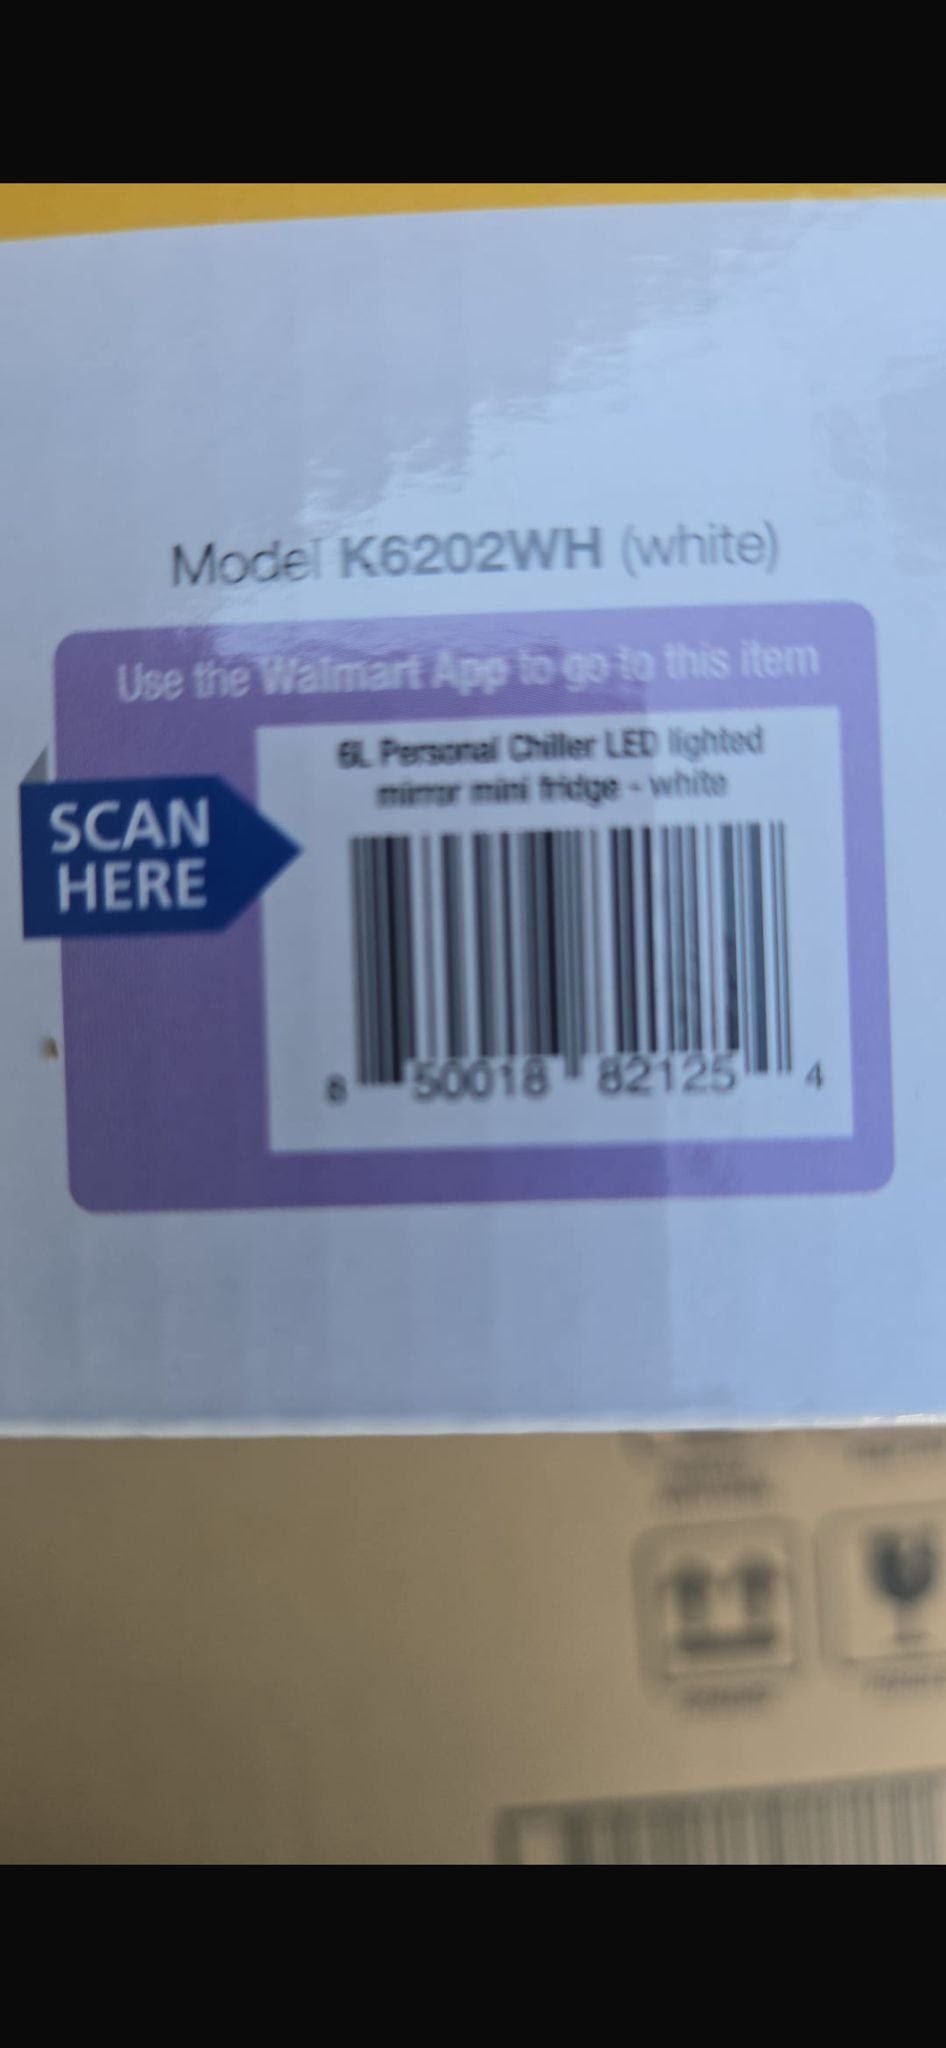 Model K6202WH (white)
Use the Walmart App to go to this item
6L Personal Chiller LED lighted
mirror mini fridge - white
SCAN
HERE
8 50018 82125 4